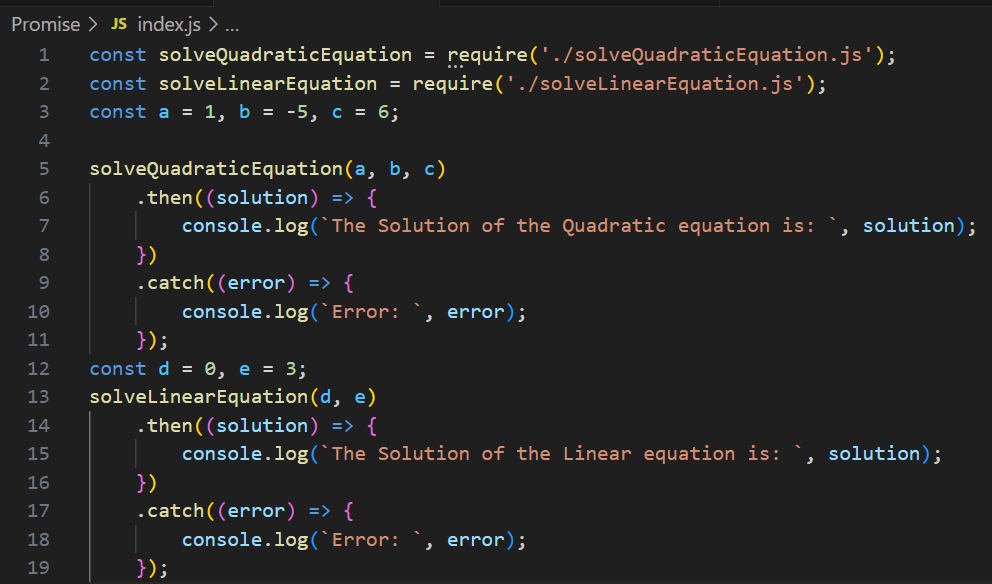 Promise > JS index.js > ...
1 const solveQuadraticEquation = require('./solveQuadraticEquation.js');
2 const solveLinearEquation = require('./solveLinearEquation.js');
3 const a = 1, b = -5, c = 6;
4
5 solveQuadraticEquation(a, b, c)
6     .then((solution) => {
7         console.log(`The Solution of the Quadratic equation is: `, solution);
8     })
9     .catch((error) => {
10         console.log(`Error: `, error);
11     });
12 const d = 0, e = 3;
13 solveLinearEquation(d, e)
14     .then((solution) => {
15         console.log(`The Solution of the Linear equation is: `, solution);
16     })
17     .catch((error) => {
18         console.log(`Error: `, error);
19     });